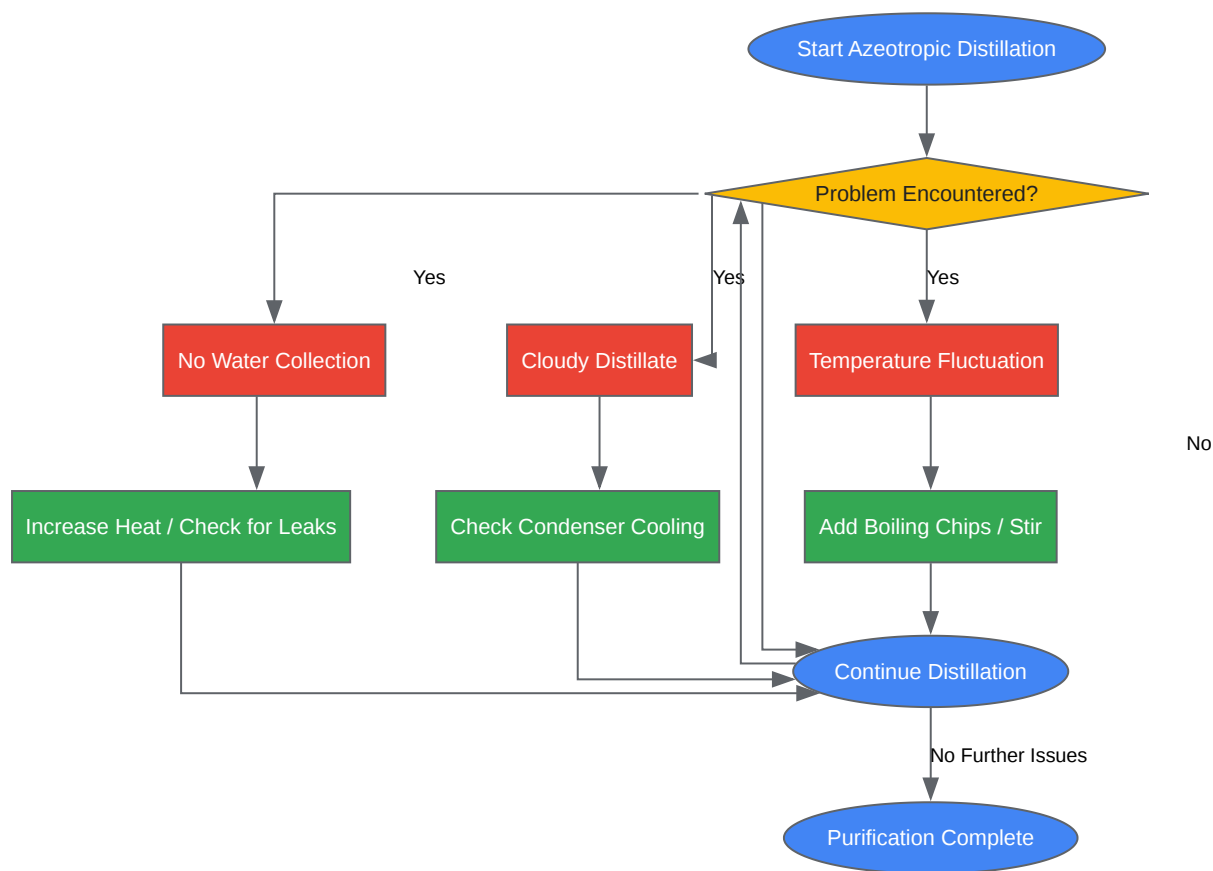 Start Azeotropic Distillation
Problem Encountered?
Yes
Yes
Yes
No Water Collection
Cloudy Distillate
Temperature Fluctuation
No
Increase Heat / Check for Leaks
Check Condenser Cooling
Add Boiling Chips / Stir
Continue Distillation
No Further Issues
Purification Complete